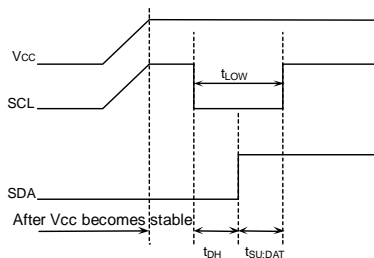 Vcc
tLOW
SCL
SDA
After Vcc becomes stable
tDH
tSU;DAT